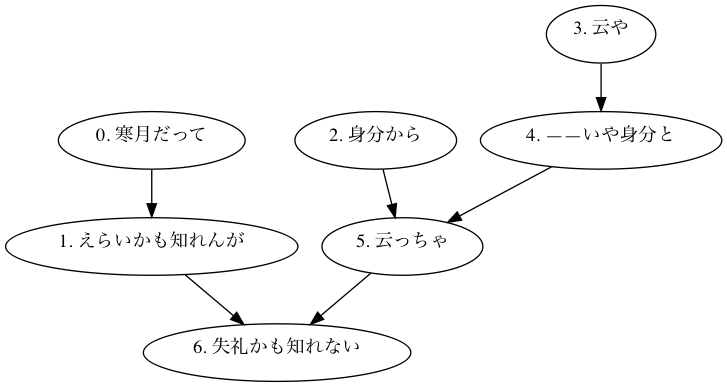 3. 云や
0. 寒月だって
2. 身分から
4. ——いや身分と
1. えらいかも知れんが
5. 云っちゃ
6. 失礼かも知れない